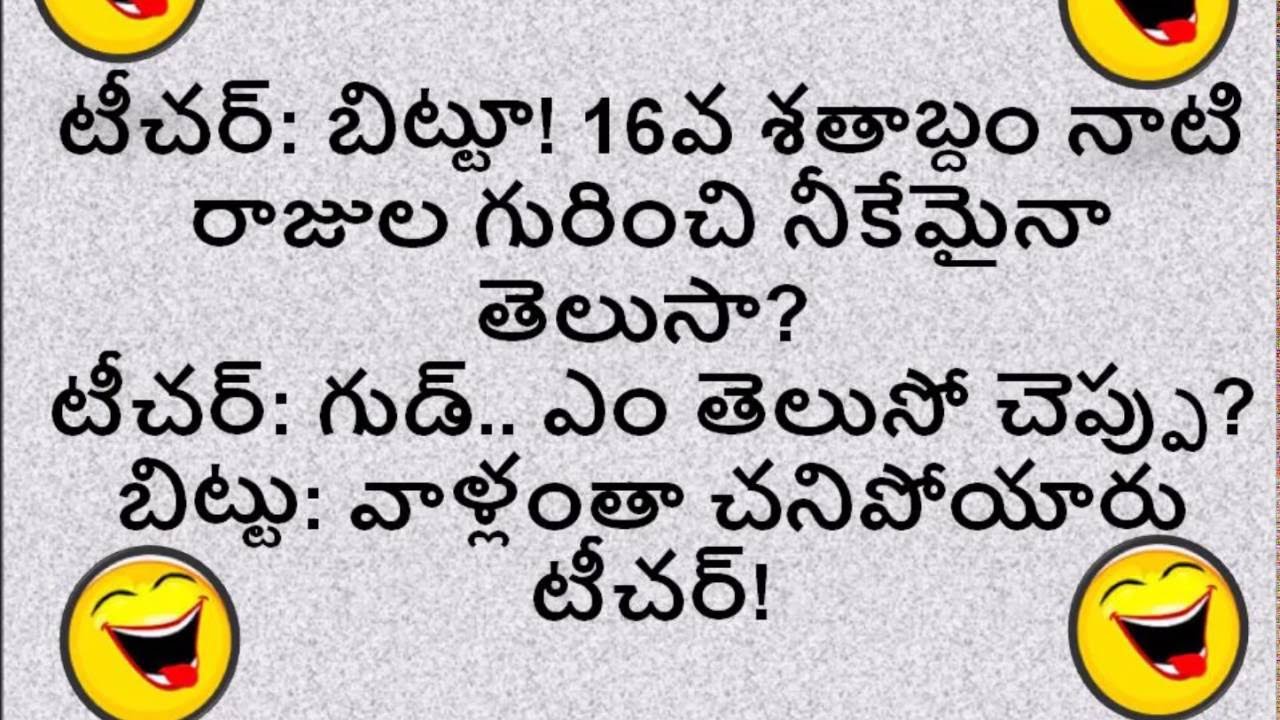 టీచర్: బిట్టూ! 16వ శతాబ్దం నాటి
రాజుల గురించి నీకేమైనా
తెలుసా?
టీచర్: గుడ్.. ఎం తెలుసో చెప్పు?
బిట్టు: వాళ్లంతా చనిపోయారు
టీచర్!